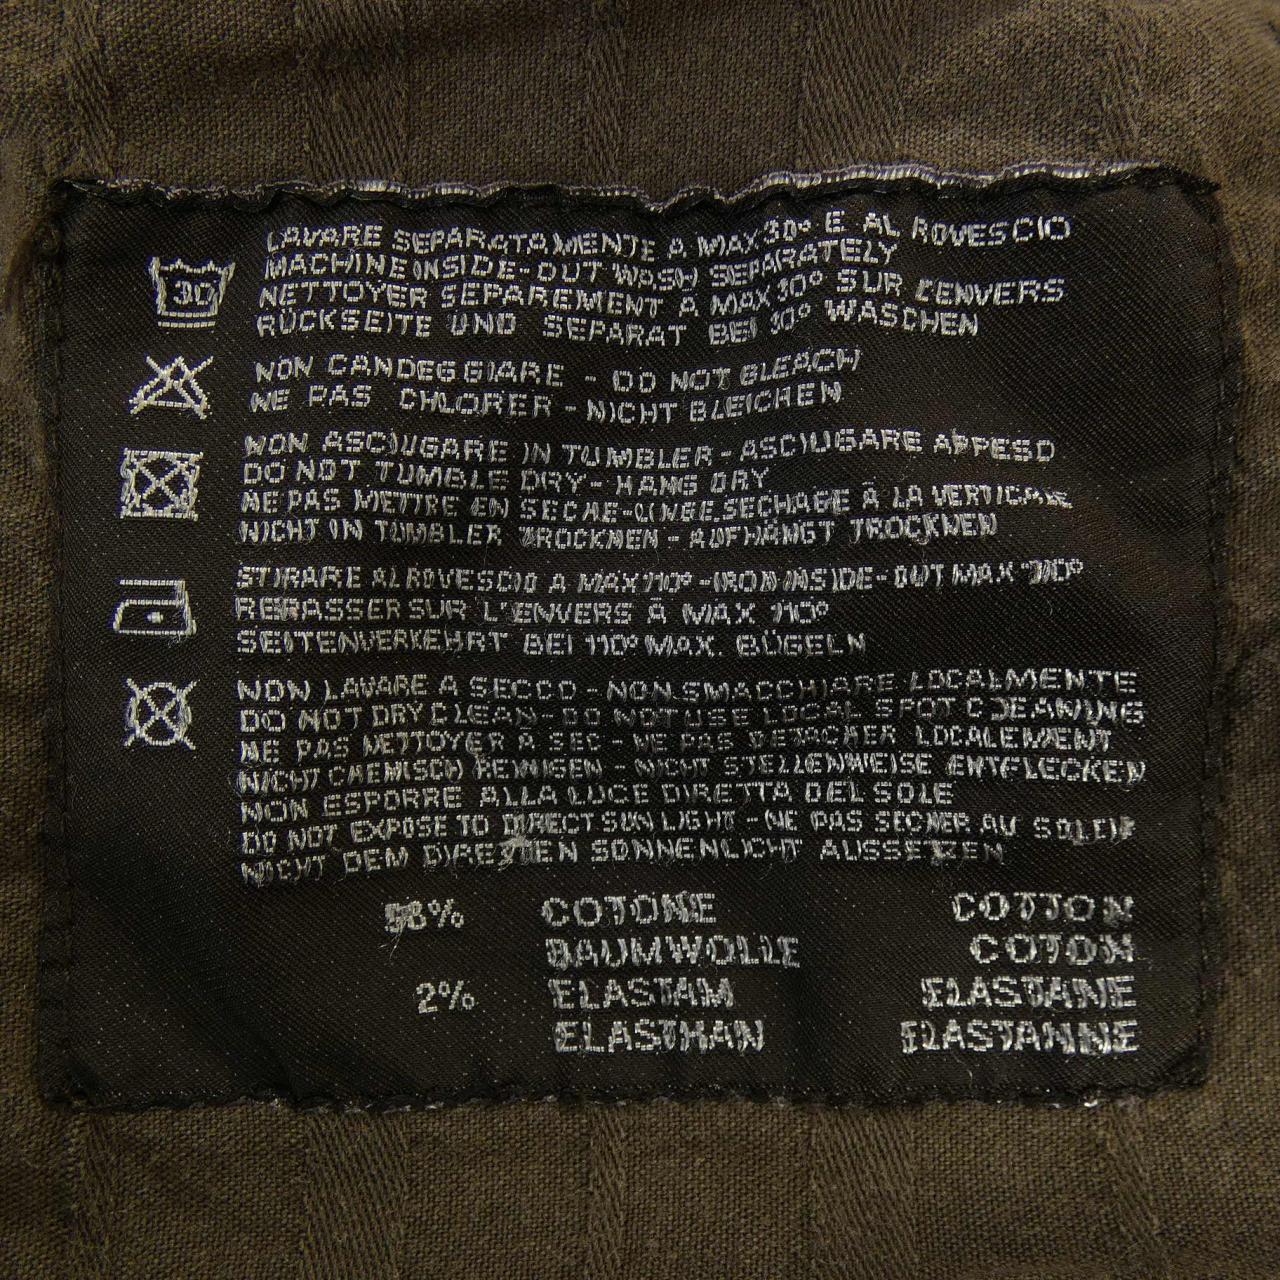 LAVARE SEPARATAMENTE A MAX 30° E AL ROVESCIO
MACHINE INSIDE-OUT WASH SEPARATELY
30 NETTOYER SEPAREMENT A MAX 30° SUR L'ENVERS
RÜCKSEITE UND SEPARAT BEI 30° WASCHEN
NON CANDEGGIARE - DO NOT BLEACH
NE PAS CHLORER - NICHT BLEICHEN
NON ASCIUGARE IN TUMBLER - ASCIUGARE APPESO
DO NOT TUMBLE DRY - HANG DRY
NE PAS METTRE EN SECHE-LINGE.SECHAGE À LA VERTICALE
NICHT IN TUMBLER TROCKNEN - AUFHÄNGT TROCKNEN
STIRARE AL ROVESCIO A MAX 110° - IRON INSIDE-OUT MAX 110°
REPASSER SUR L'ENVERS À MAX 110°
SEITENVERKEHRT BEI 110° MAX. BÜGELN
NON LAVARE A SECCO - NON SMACCHIARE LOCALMENTE
DO NOT DRY CLEAN - DO NOT USE LOCAL SPOT CLEANING
NE PAS NETTOYER A SEC - NE PAS DETACHER LOCALEMENT
NICHT CHEMISCH REINIGEN - NICHT STELLENWEISE ENTFLECKEN
NON ESPORRE ALLA LUCE DIRETTA DEL SOLE
DO NOT EXPOSE TO DIRECT SUN LIGHT - NE PAS SECHER AU SOLEIL
NICHT DEM DIREKTEN SONNENLICHT AUSSETZEN
98% COTONE COTTON
BAUMWOLLE COTON
2% ELASTAM ELASTANE
ELASTHAN ELASTANNE